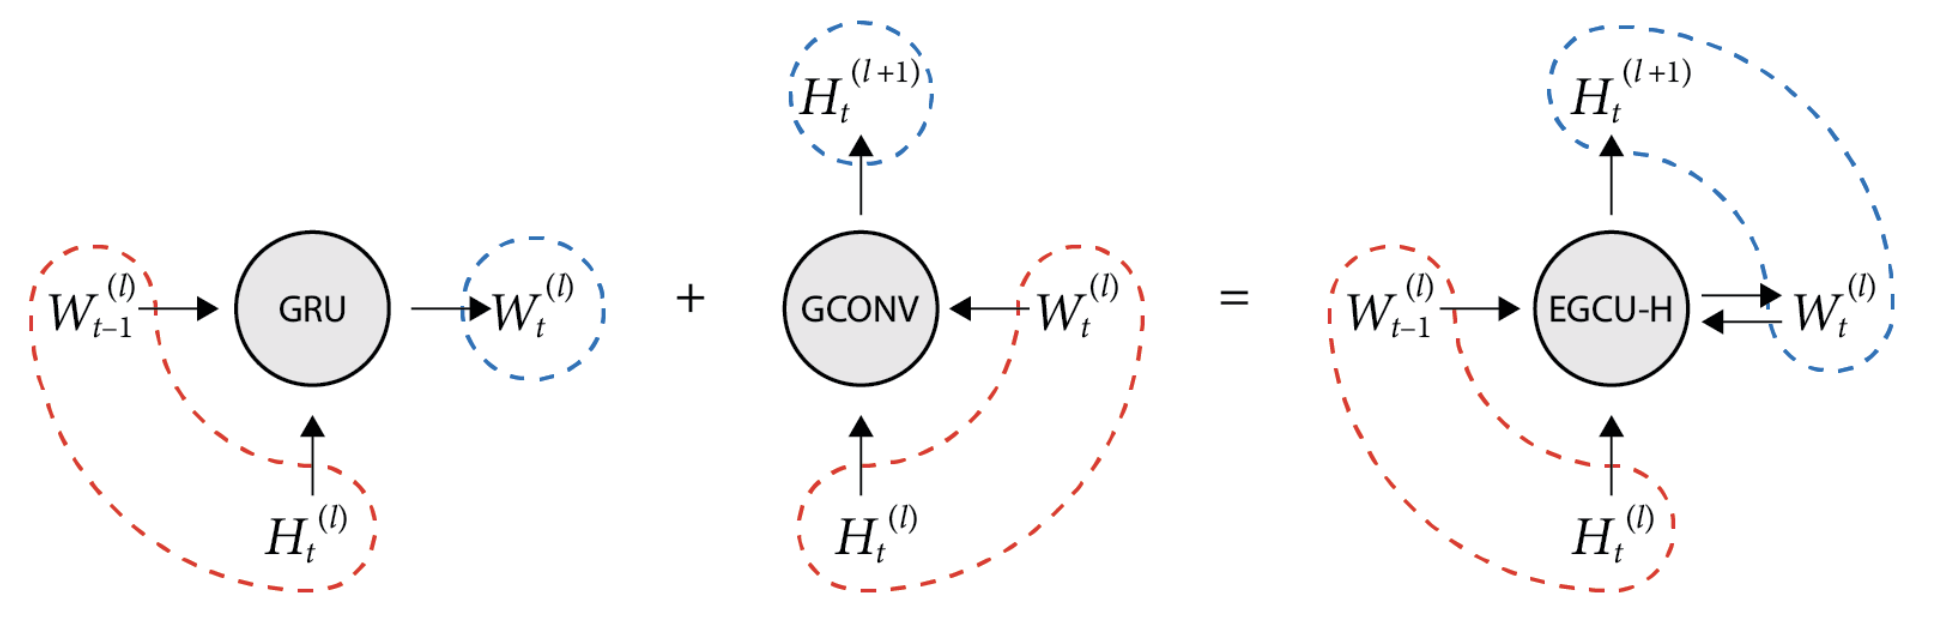 H_t^(l+1)
H_t^(l+1)
W_{t–1}^(l) GRU W_t^(l) + GCONV W_t^(l) = W_{t–1}^(l) EGCU-H W_t^(l)
H_t^(l)
H_t^(l)
H_t^(l)